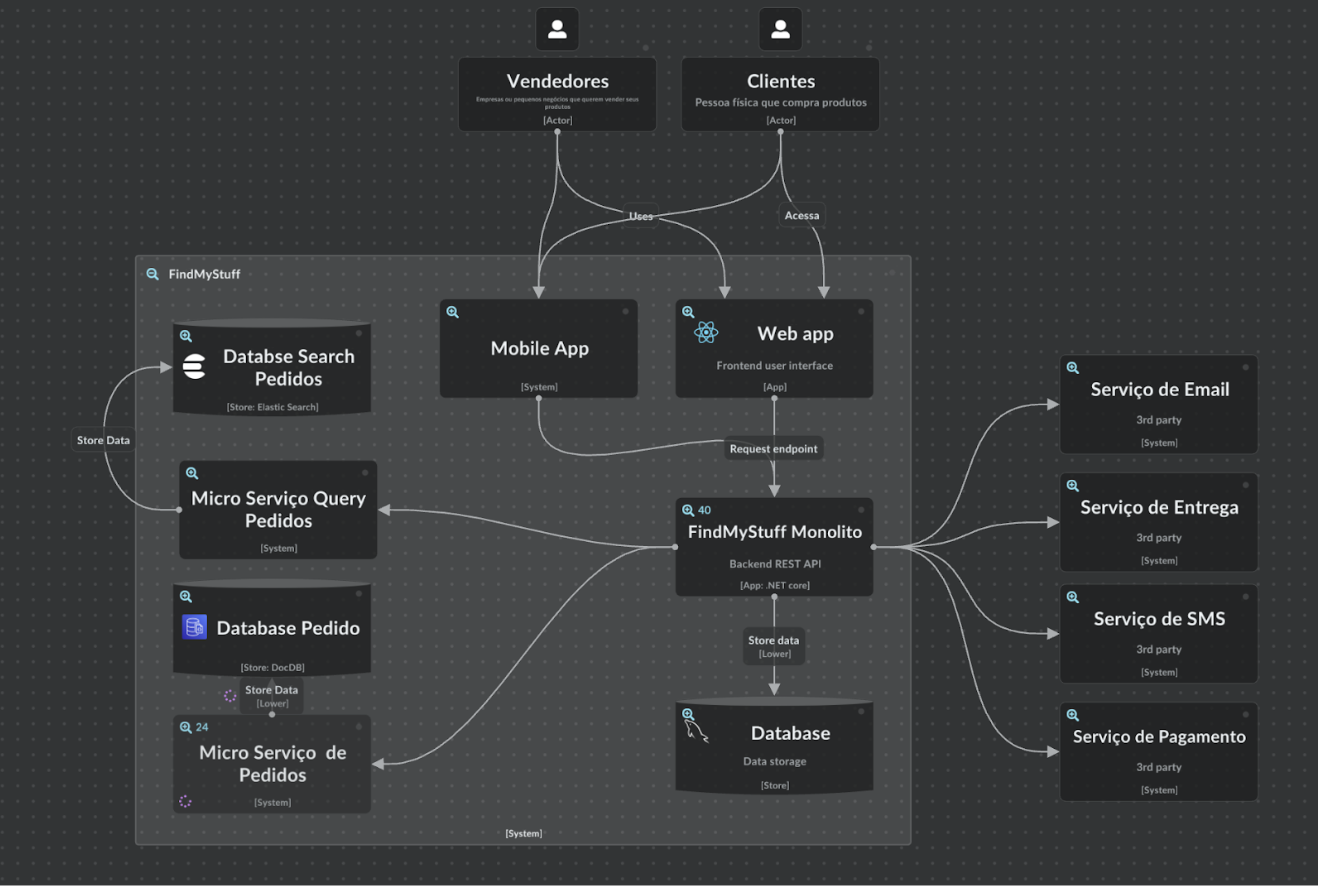 Vendedores
Empresas ou pequenos negócios que querem vender seus
produtos
[Actor]
Clientes
Pessoa física que compra produtos
[Actor]
Uses
Acessa
FindMyStuff
Databse Search
Pedidos
[Store: Elastic Search]
Mobile App
[System]
Web app
Frontend user interface
[App]
Store Data
Request endpoint
Micro Serviço Query
Pedidos
[System]
40
FindMyStuff Monolito
Backend REST API
[App: .NET core]
Database Pedido
[Store: DocDB]
Store Data
[Lower]
Store data
[Lower]
24
Micro Serviço de
Pedidos
[System]
Database
Data storage
[Store]
[System]
Serviço de Email
3rd party
[System]
Serviço de Entrega
3rd party
[System]
Serviço de SMS
3rd party
[System]
Serviço de Pagamento
3rd party
[System]